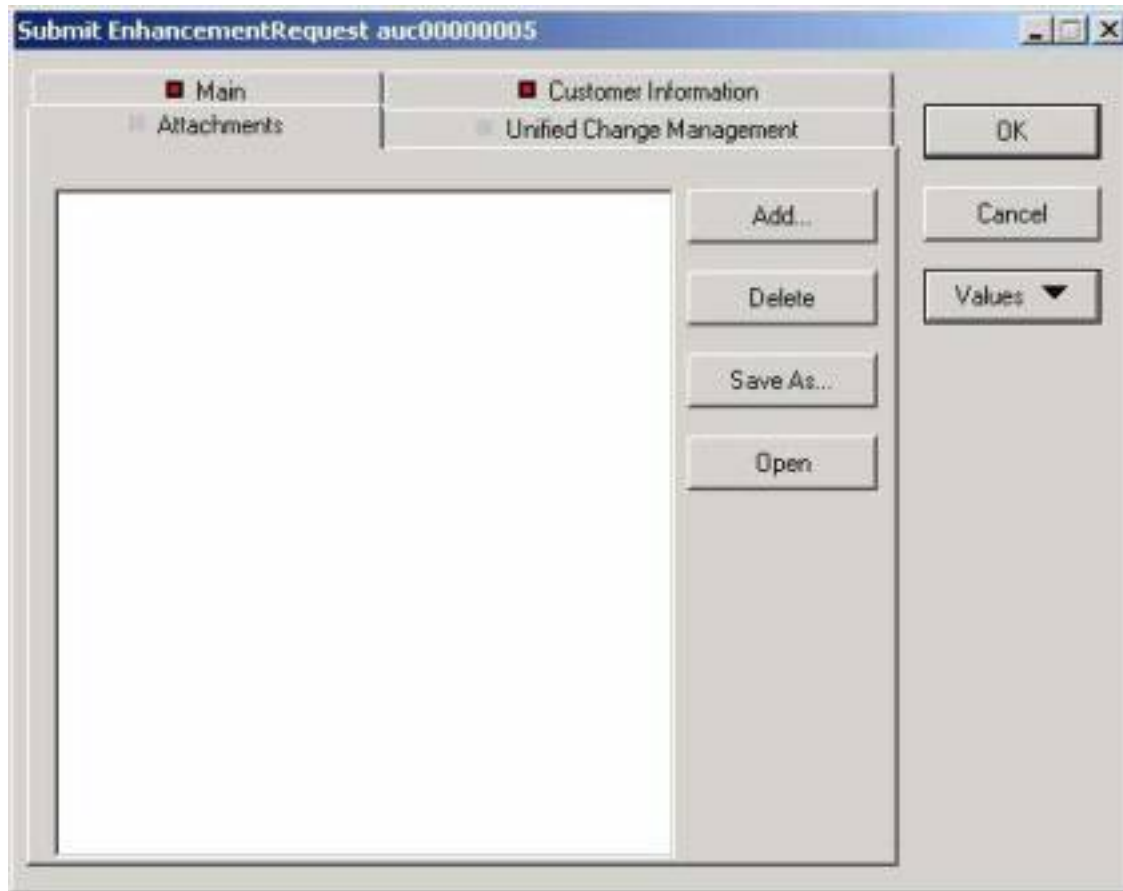 Submit EnhancementRequest auc00000005
Main
Customer Information
Attachments
Unified Change Management
OK
Add...
Cancel
Delete
Values
Save As...
Open